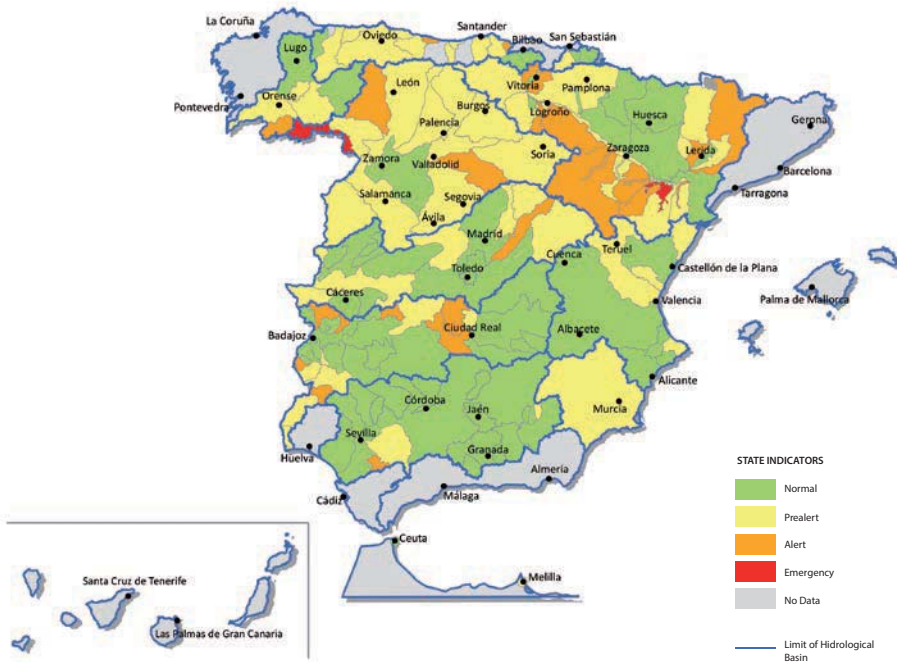 La Coruña
Santander
San Sebastián
Oviedo
Bilbao
Lugo
Vitoria
León
Pamplona
Pontevedra
Orense
Burgos
Logroño
Huesca
Gerona
Palencia
Zaragoza
Lerida
Soria
Zamora
Valladolid
Barcelona
Tarragona
Salamanca
Segovia
Ávila
Madrid
Teruel
Cuenca
Castellón de la Plana
Toledo
Cáceres
Valencia
Palma de Mallorca
Ciudad Real
Badajoz
Albacete
Alicante
Córdoba
Murcia
Jaén
Sevilla
Huelva
Granada
Almería
Cádiz
Málaga
Ceuta
Melilla
Santa Cruz de Tenerife
Las Palmas de Gran Canaria
STATE INDICATORS
Normal
Prealert
Alert
Emergency
No Data
Limit of Hidrological
Basin